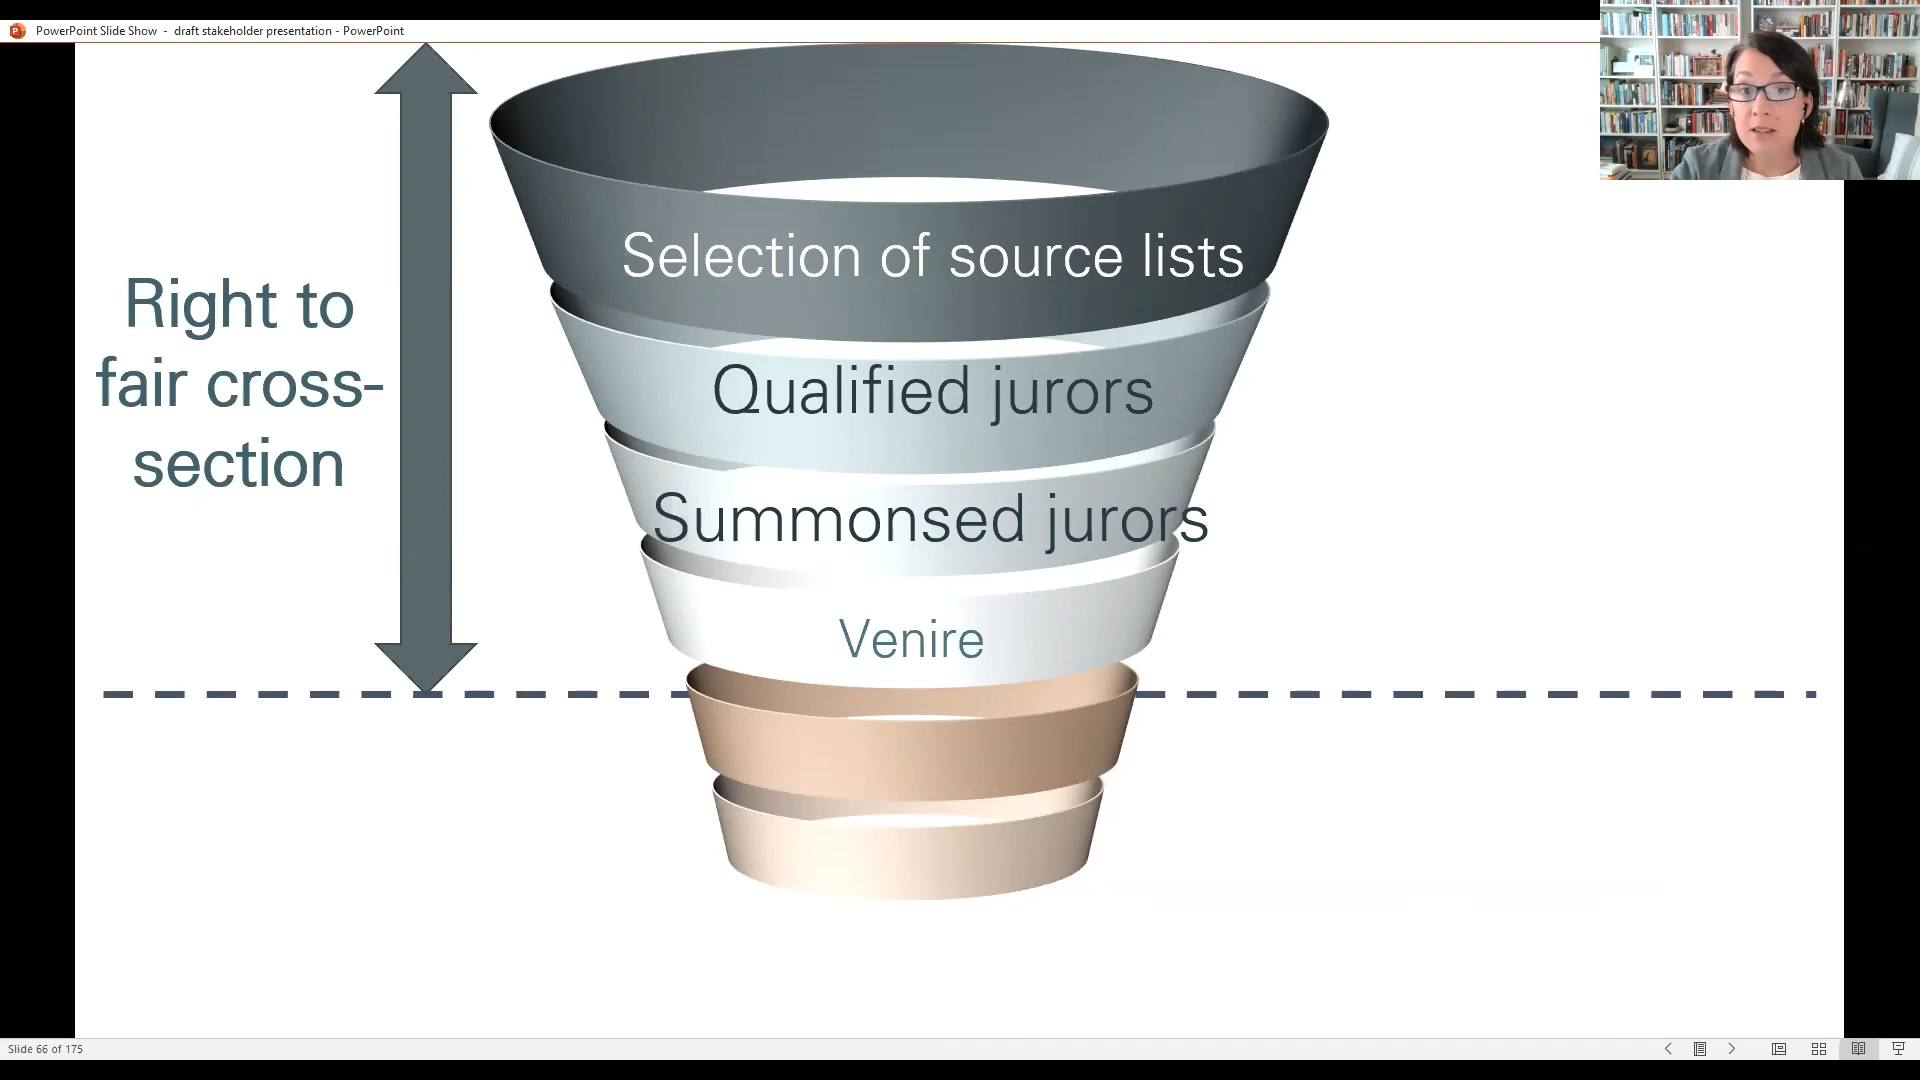 PowerPoint Slide Show - draft stakeholder presentation - PowerPoint
Selection of source lists
Right to
fair cross-
section
Qualified jurors
Summonsed jurors
Venire
Slide 66 of 175